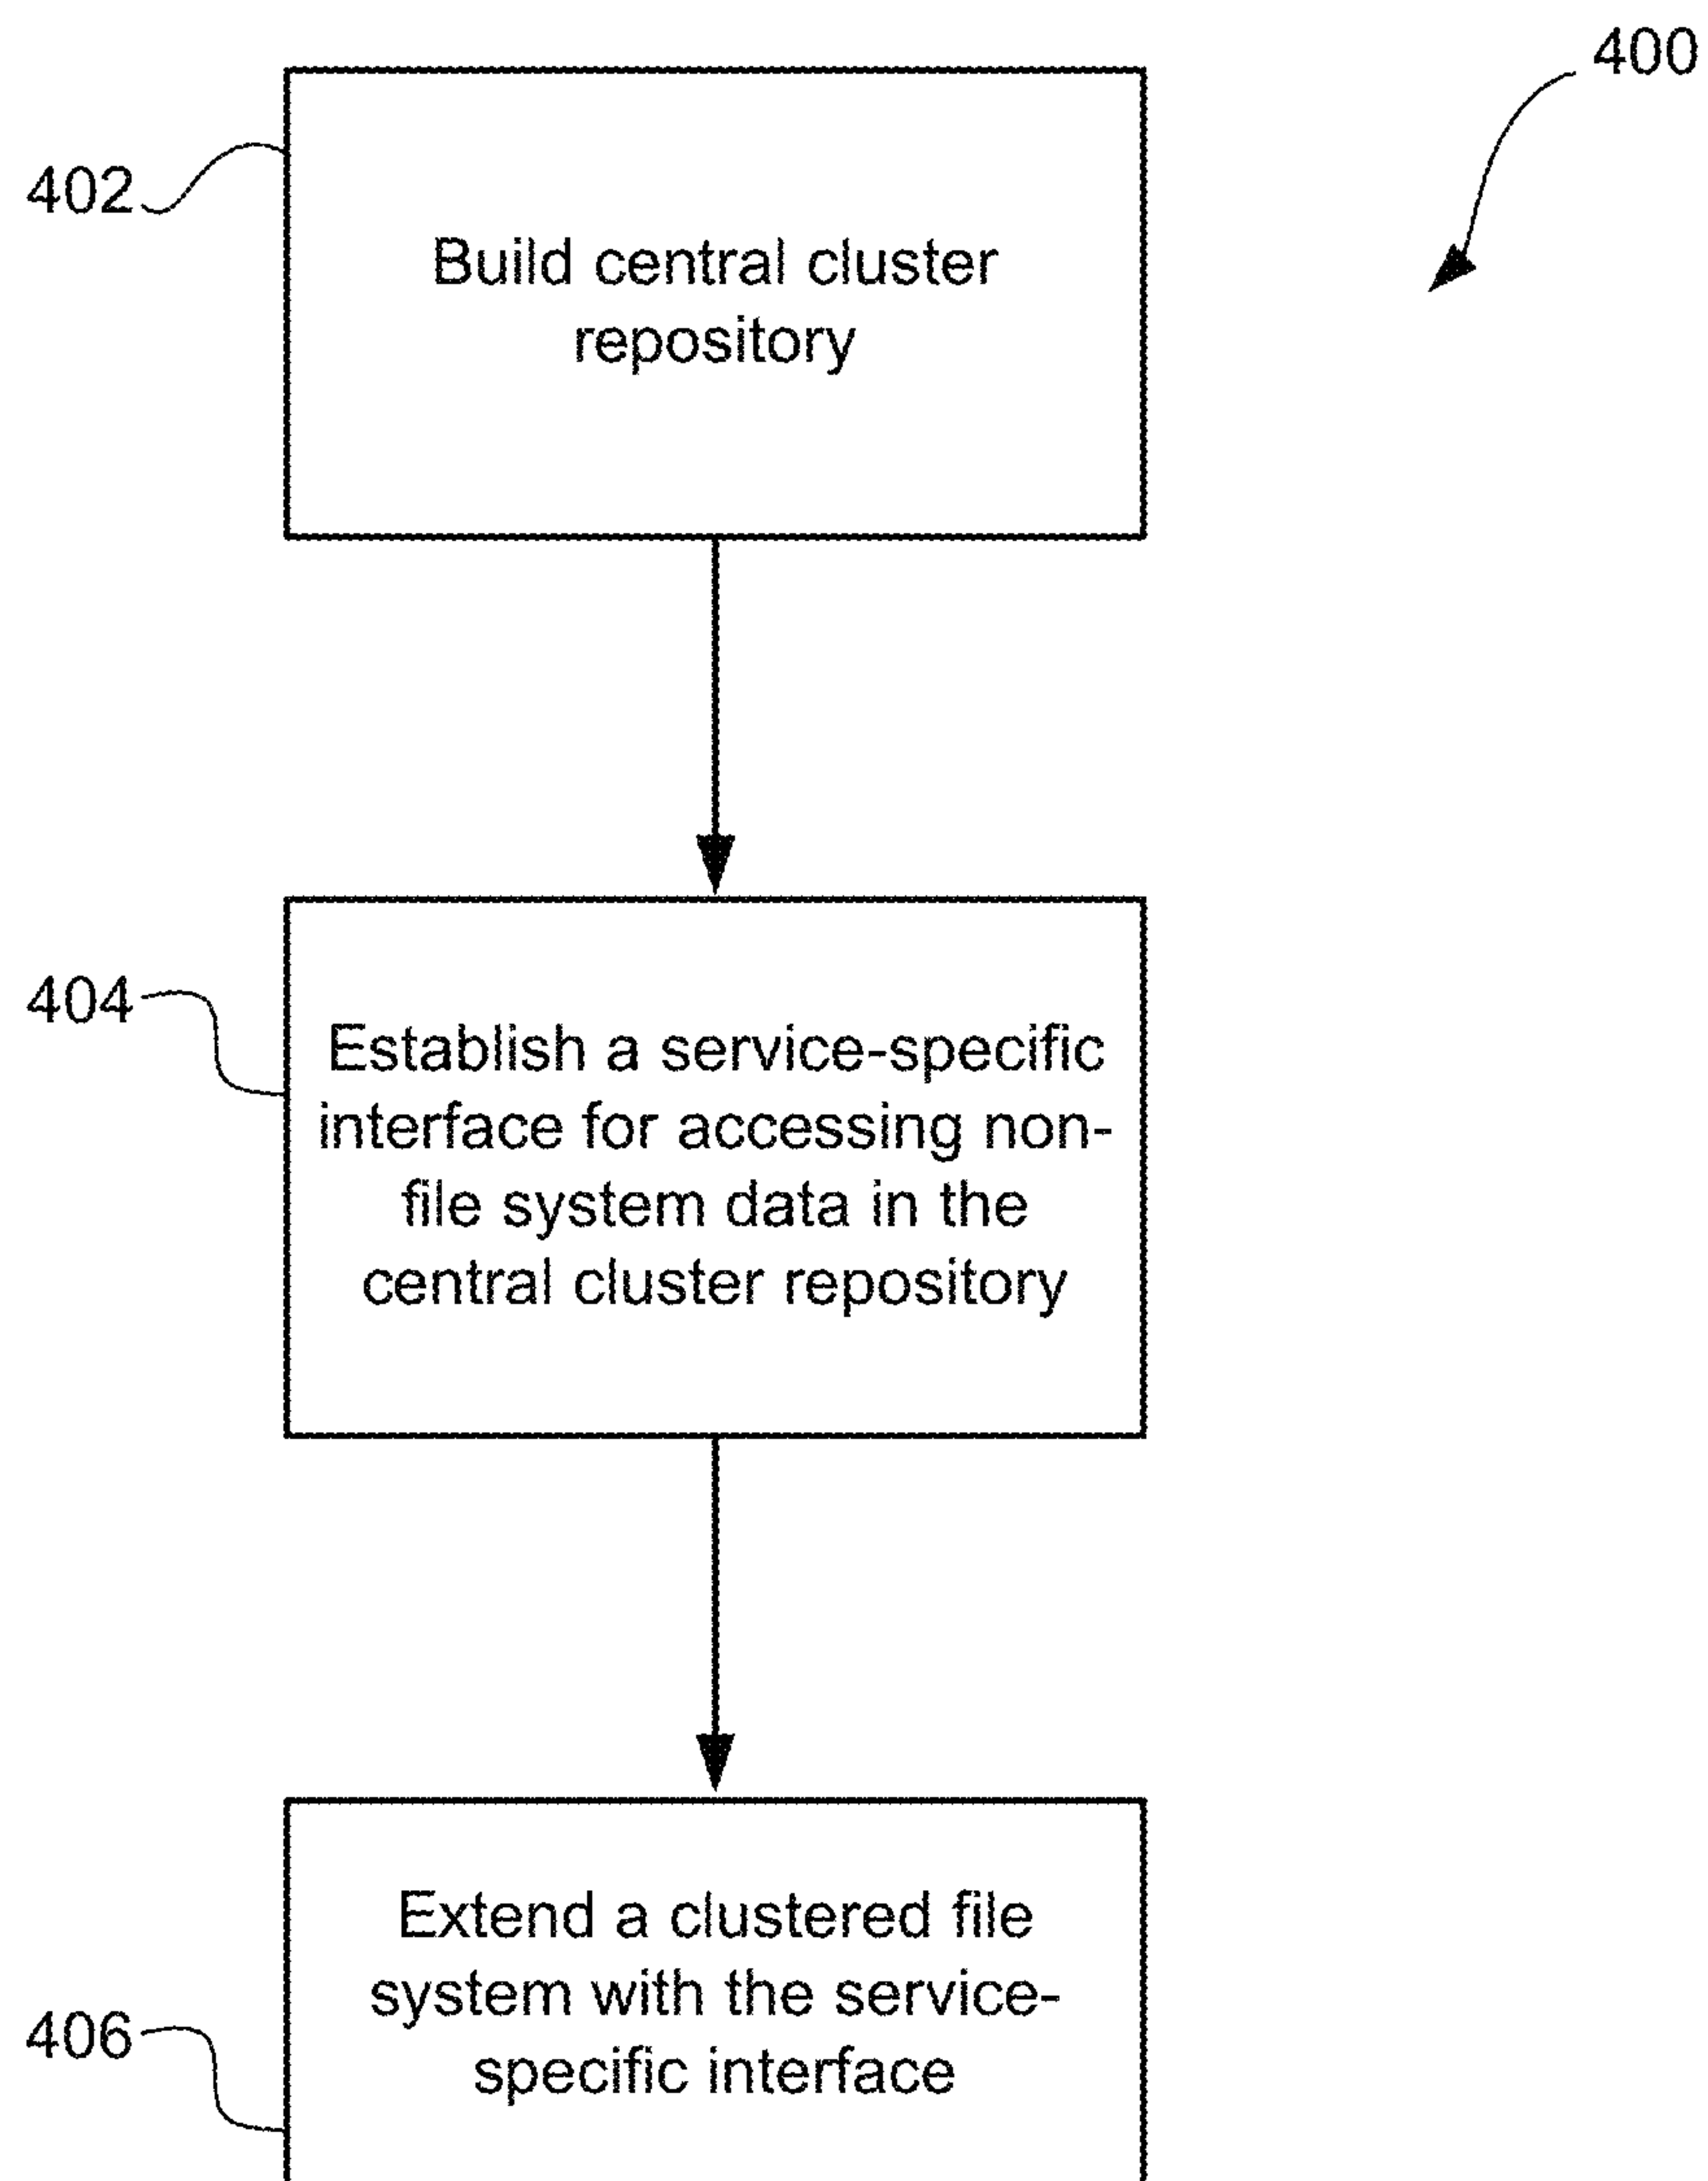 400
402
Build central cluster
repository
404
Establish a service-specific
interface for accessing non-
file system data in the
central cluster repository
Extend a clustered file
system with the service-
specific interface
406